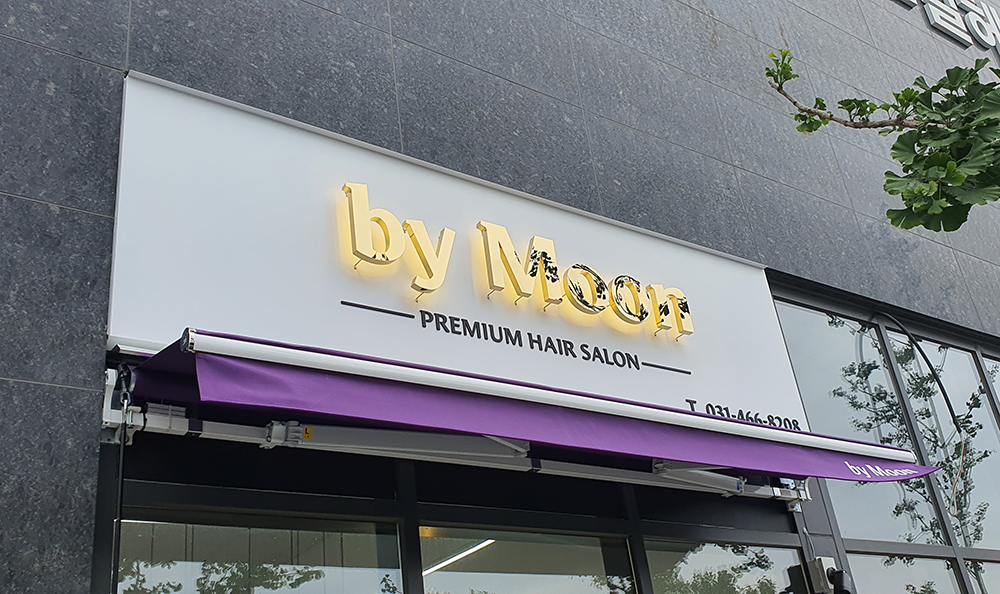 by Moon
PREMIUM HAIR SALON
T. 031-466-8208
by Moon